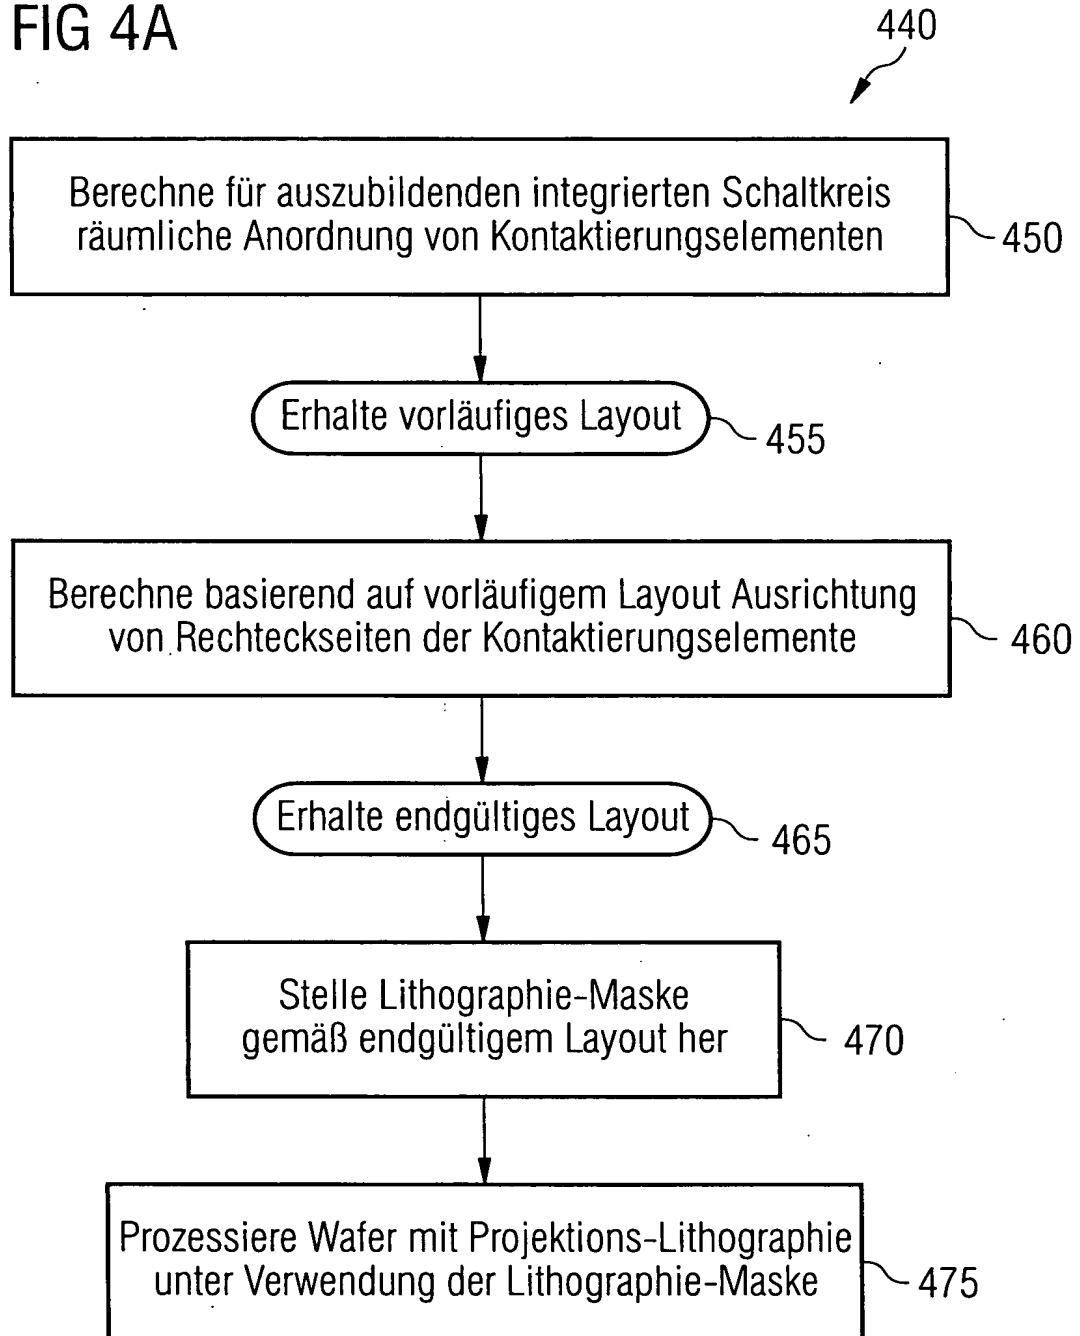 FIG 4A
440
Berechne für auszubildenden integrierten Schaltkreis
räumliche Anordnung von Kontaktierungselementen
450
Erhalte vorläufiges Layout
455
Berechne basierend auf vorläufigem Layout Ausrichtung
von Rechteckseiten der Kontaktierungselemente
460
Erhalte endgültiges Layout
465
Stelle Lithographie-Maske
gemäß endgültigem Layout her
470
Prozessiere Wafer mit Projektions-Lithographie
unter Verwendung der Lithographie-Maske
475